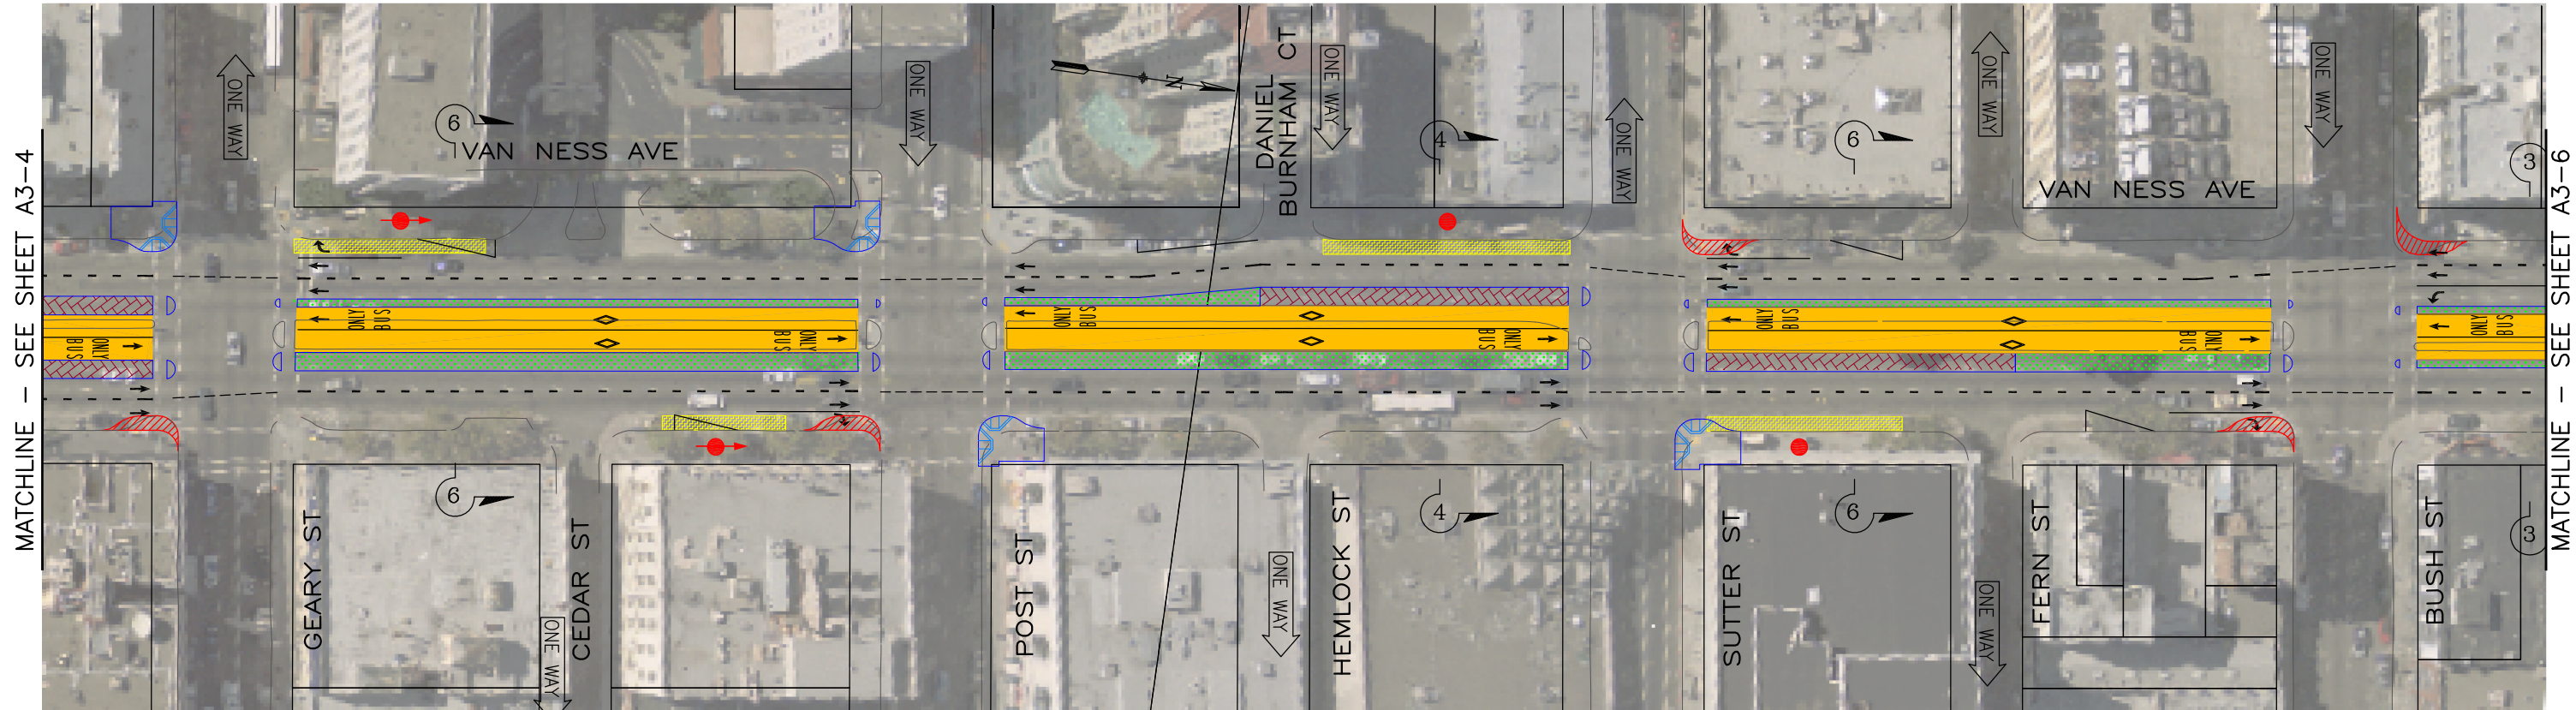 MATCHLINE - SEE SHEET A3-4
ONE WAY
6
VAN NESS AVE
ONE WAY
N
DANIEL
BURNHAM CT
ONE WAY
4
ONE WAY
6
ONE WAY
VAN NESS AVE
ONE WAY
3
MATCHLINE - SEE SHEET A3-6
BUS
ONLY
ONLY
BUS
BUS
ONLY
ONLY
BUS
BUS
ONLY
ONLY
BUS
BUS
ONLY
ONLY
BUS
GEARY ST
6
ONE WAY
CEDAR ST
POST ST
ONE WAY
HEMLOCK ST
4
SUTTER ST
6
ONE WAY
FERN ST
BUSH ST
3